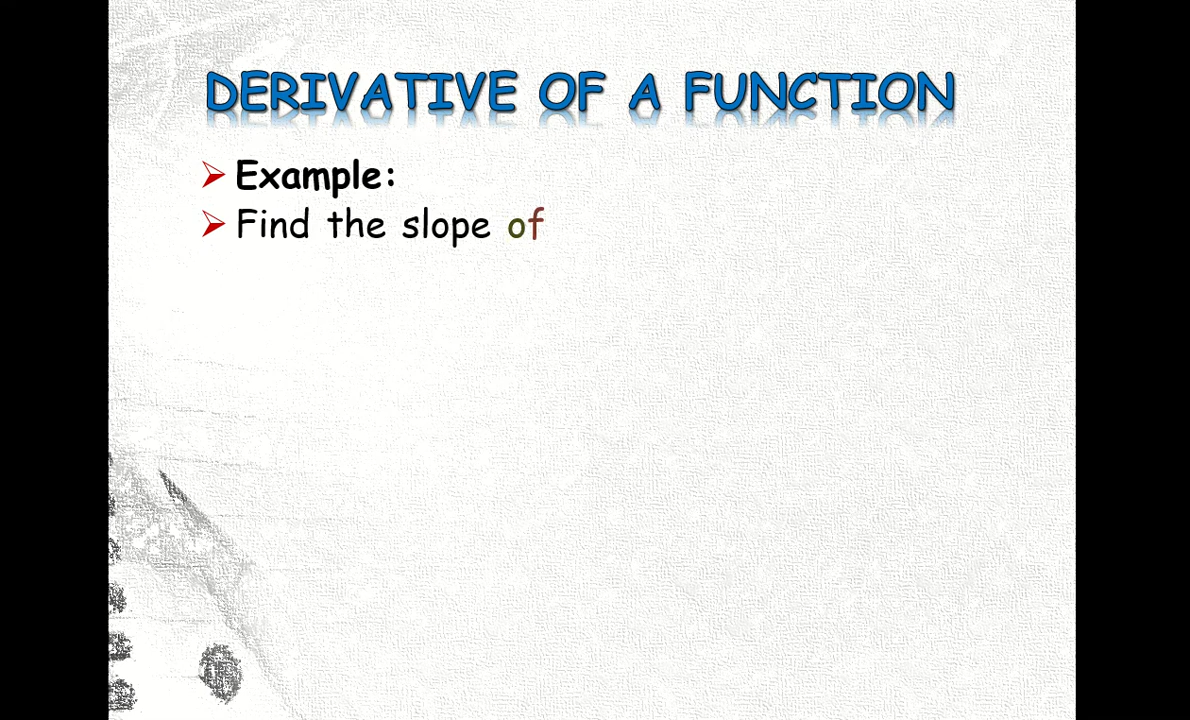 DERIVATIVE OF A FUNCTION
Example:
Find the slope of